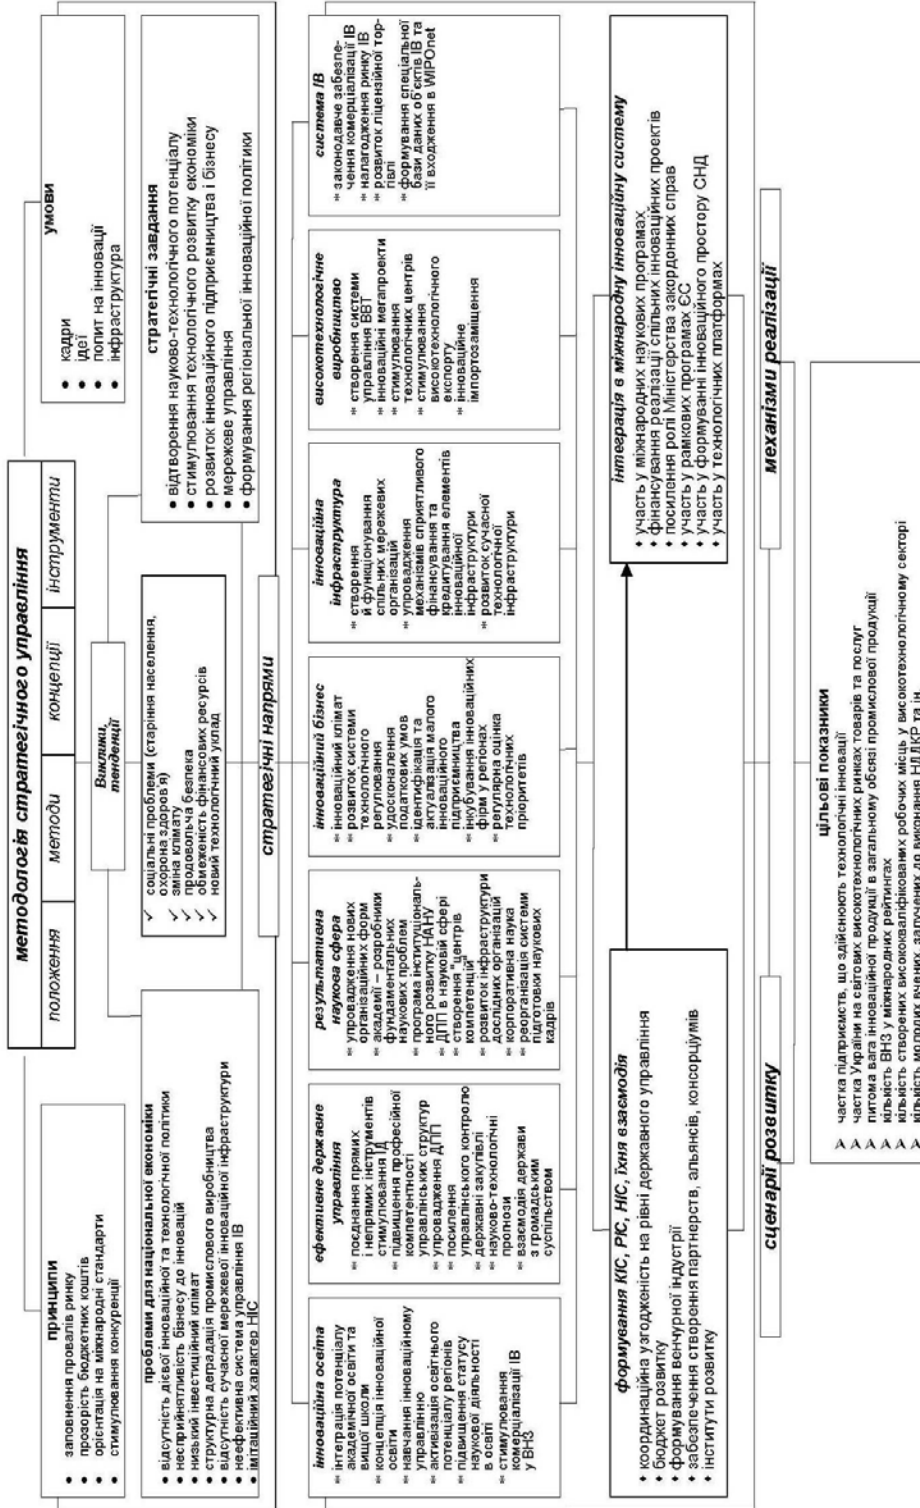 методологія стратегічного управління
положення
методи
концепції
інструменти
принципи
● заповнення провалів ринку
● прозорість бюджетних коштів
● орієнтація на міжнародні стандарти
● стимулювання конкуренції
Виклики,
тенденції
умови
● кадри
● ідеї
● попит на інновації
● інфраструктура
проблеми для національної економіки
● відсутність дієвої інноваційної та технологічної політики
● несприйнятливість бізнесу до інновацій
● низький інвестиційний клімат
● структурна деградація промислового виробництва
● відсутність сучасної мережевої інноваційної інфраструктури
● неефективна система управління ІВ
● імітаційний характер НІС
✓ соціальні проблеми (старіння населення,
охорона здоров'я)
✓ зміна клімату
✓ продовольча безпека
✓ обмеженість фінансових ресурсів
✓ новий технологічний уклад
стратегічні завдання
● відтворення науково-технологічного потенціалу
● стимулювання технологічного розвитку економіки
● розвиток інноваційного підприємництва і бізнесу
● мережеве управління
● формування регіональної інноваційної політики
стратегічні напрями
інноваційна освіта
* інтеграція потенціалу
академічної освіти та
вищої школи
* концепція інноваційної
освіти
* навчання інноваційному
управлінню
* активізація освітнього
потенціалу регіонів
* підвищення статусу
наукової діяльності
в освіті
* стимулювання
комерціалізації ІВ
у ВНЗ
ефективне державне
управління
* поєднання прямих
і непрямих інструментів
стимулювання ІД
* підвищення професійної
компетентності
управлінських структур
* упровадження ДПП
* посилення
управлінського контролю
* державні закупівлі
* науково-технологічні
прогнози
* взаємодія держави
з громадським
суспільством
результативна
наукова сфера
* упровадження нових
організаційних форм
* академії – розробники
фундаментальних
наукових проблем
* програма інституціональ-
ного розвитку НАНУ
* ДПП в науковій сфері
* створення "центрів
компетенцій"
* розвиток інфраструктури
дослідних організацій
* корпоративна наука
* реорганізація системи
підготовки наукових
кадрів
інноваційний бізнес
* інноваційний клімат
* розвиток системи
технологічного
регулювання
* удосконалення
податкових умов
* ідентифікація та
актуалізація малого
інноваційного
підприємництва
* інкубування інноваційних
фірм у регіонах
* регулярна оцінка
технологічних
пріоритетів
інноваційна
інфраструктура
* створення
й функціонування
спільних мережевих
організацій
* упровадження
механізмів сприятливого
фінансування та
кредитування елементів
інноваційної
інфраструктури
* розвиток сучасної
технологічної
інфраструктури
високотехнологічне
виробництво
* створення системи
управління ВВТ
* інноваційні мегапроекти
* стимулювання
технологічних центрів
* стимулювання
високотехнологічного
експорту
* інноваційне
імпортозаміщення
система ІВ
* законодавче забезпе-
чення комерціалізації ІВ
* налагодження ринку ІВ
* розвиток ліцензійної тор-
гівлі
* формування спеціальної
бази даних об'єктів ІВ та
її входження в WIPOnet
формування КІС, РІС, НІС, їхня взаємодія
♦ координаційна узгодженість на рівні державного управління
♦ бюджет розвитку
♦ формування венчурної індустрії
♦ забезпечення створення партнерств, альянсів, консорціумів
♦ інститути розвитку
інтеграція в міжнародну інноваційну систему
♦ участь у міжнародних наукових програмах
♦ фінансування реалізації спільних інноваційних проектів
♦ посилення ролі Міністерства закордонних справ
♦ участь у рамкових програмах ЄС
♦ участь у формуванні інноваційного простору СНД
♦ участь у технологічних платформах
сценарії розвитку
механізми реалізації
цільові показники
➢ частка підприємств, що здійснюють технологічні інновації
➢ частка України на світових високотехнологічних ринках товарів та послуг
➢ питома вага інноваційної продукції в загальному обсязі промислової продукції
➢ кількість ВНЗ у міжнародних рейтингах
➢ кількість створених висококваліфікованих робочих місць у високотехнологічному секторі
➢ кількість молодих вчених, залучених до виконання НДДКР та ін.